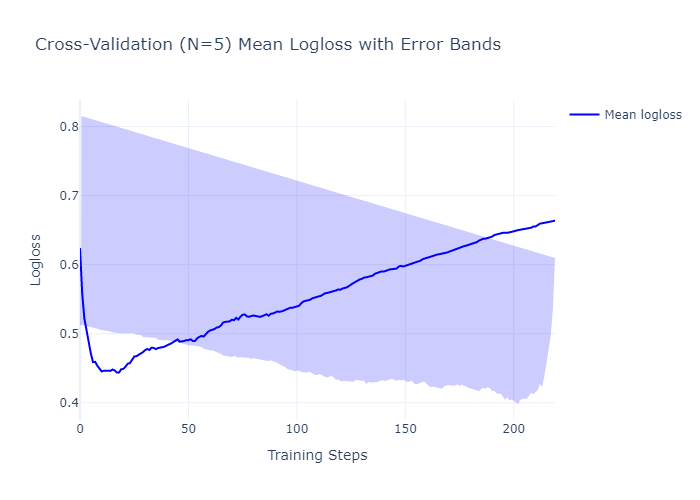 Cross-Validation (N=5) Mean Logloss with Error Bands
Mean logloss
Logloss
0.8
0.7
0.6
0.5
0.4
0 50 100 150 200
Training Steps